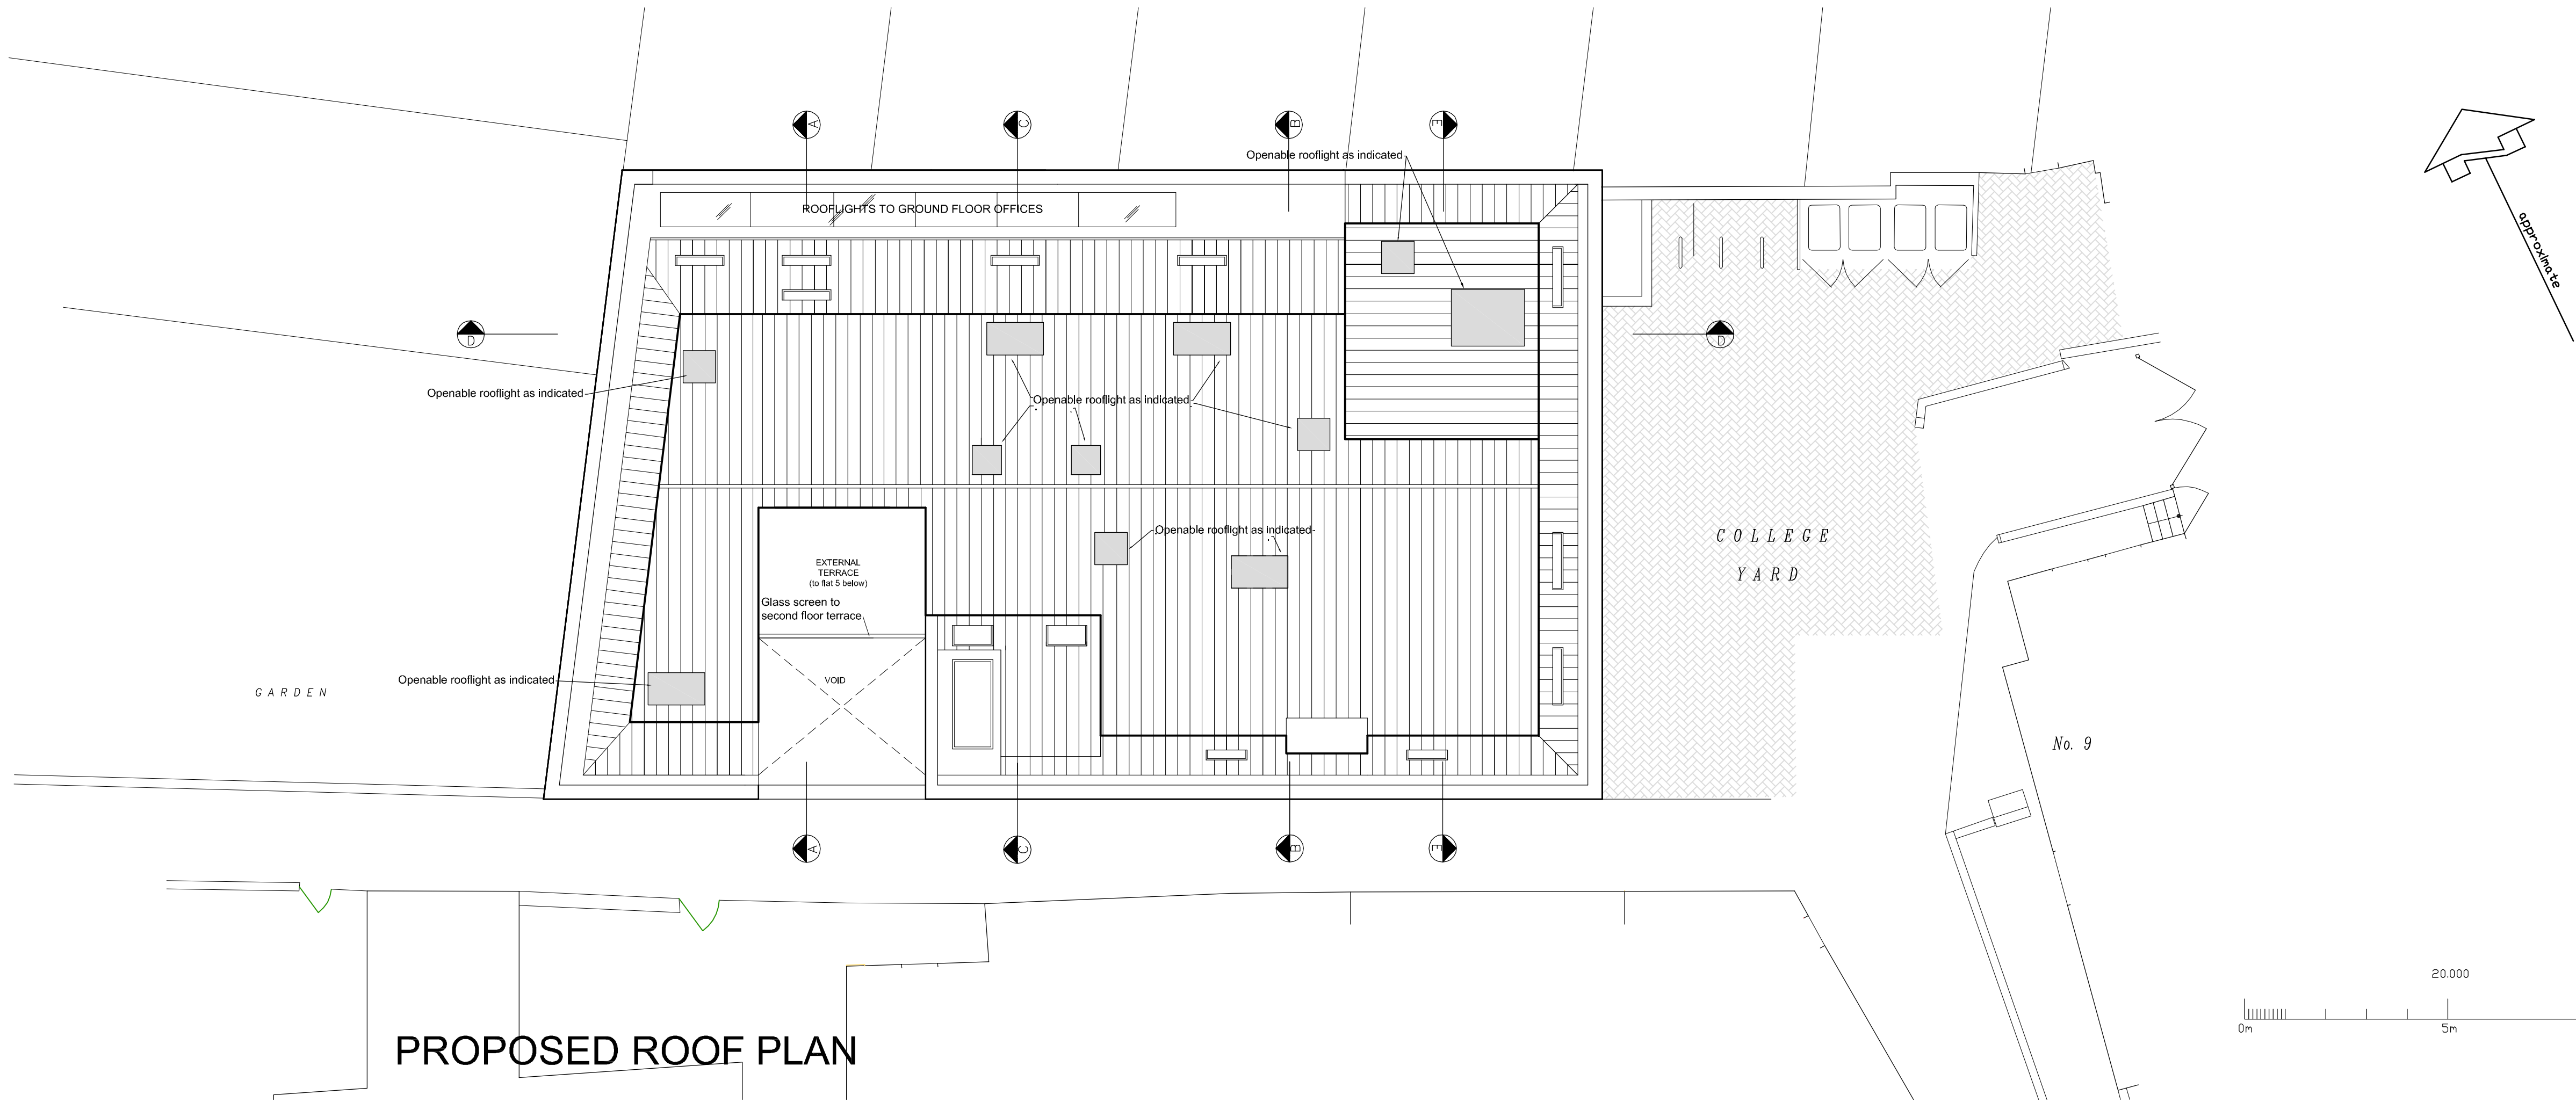 A
C
B
E
Openable rooflight as indicated
ROOFLIGHTS TO GROUND FLOOR OFFICES
approximate
D
D
Openable rooflight as indicated
Openable rooflight as indicated
Openable rooflight as indicated
COLLEGE
YARD
EXTERNAL
TERRACE
(to flat 5 below)
Glass screen to
second floor terrace
VOID
Openable rooflight as indicated
GARDEN
No. 9
A
C
B
E
20.000
0m
5m
PROPOSED ROOF PLAN